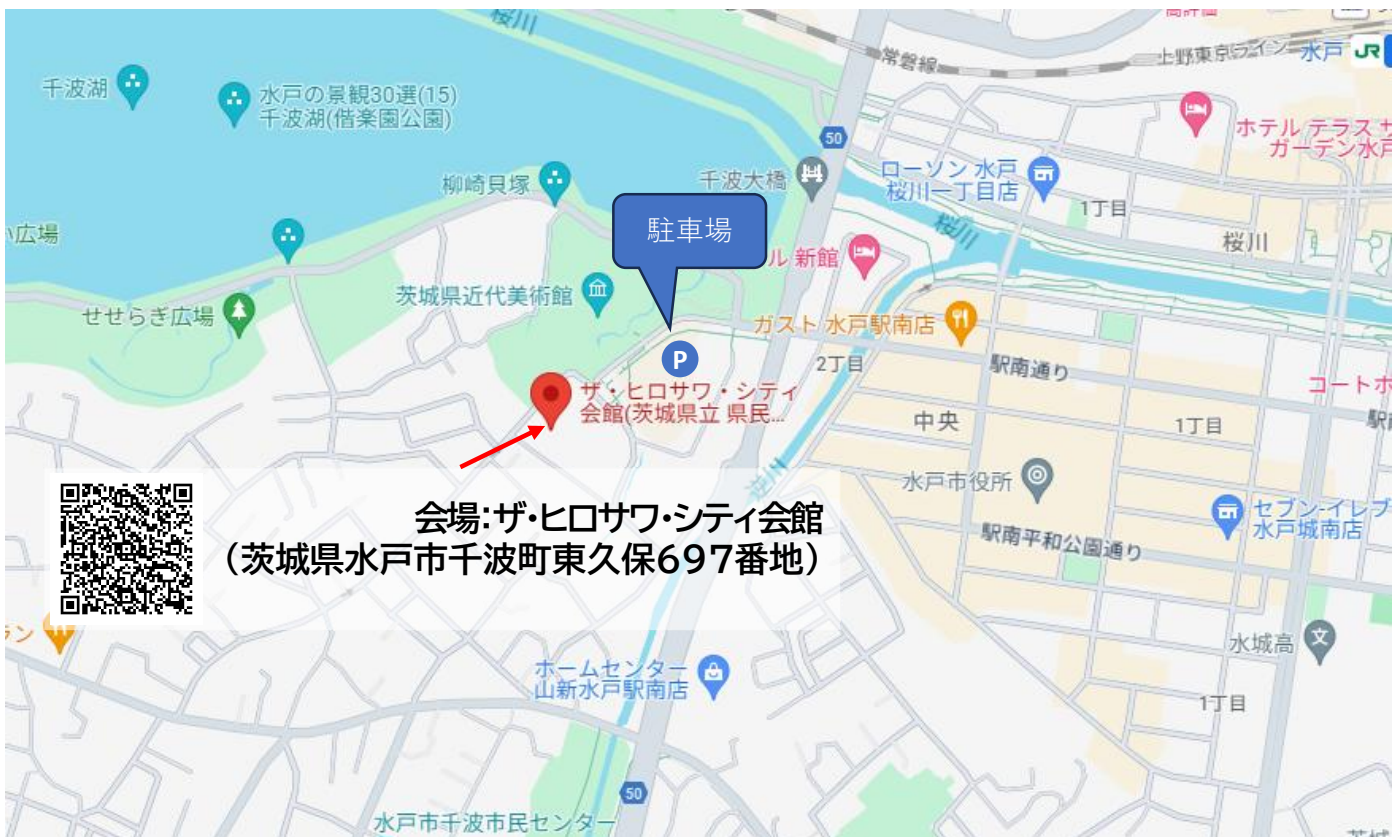 桜川
常磐線
上野東京ライン
水戸
JR
千波湖
水戸の景観30選(15)
千波湖(偕楽園公園)
50
ホテル テラス ザ
ガーデン水戸
柳崎貝塚
千波大橋
ローソン 水戸
桜川一丁目店
1丁目
い広場
駐車場
桜川
桜川
ル 新館
茨城県近代美術館
せせらぎ広場
ガスト 水戸駅南店
P
2丁目
駅南通り
ザ・ヒロサワ・シティ
会館(茨城県立 県民...
コートホ
中央
1丁目
水戸市役所
セブン-イレブ
水戸城南店
会場:ザ・ヒロサワ・シティ会館
(茨城県水戸市千波町東久保697番地)
駅南平和公園通り
ラン
水城高
文
ホームセンター
山新水戸駅南店
1丁目
50
水戸市千波市民センター